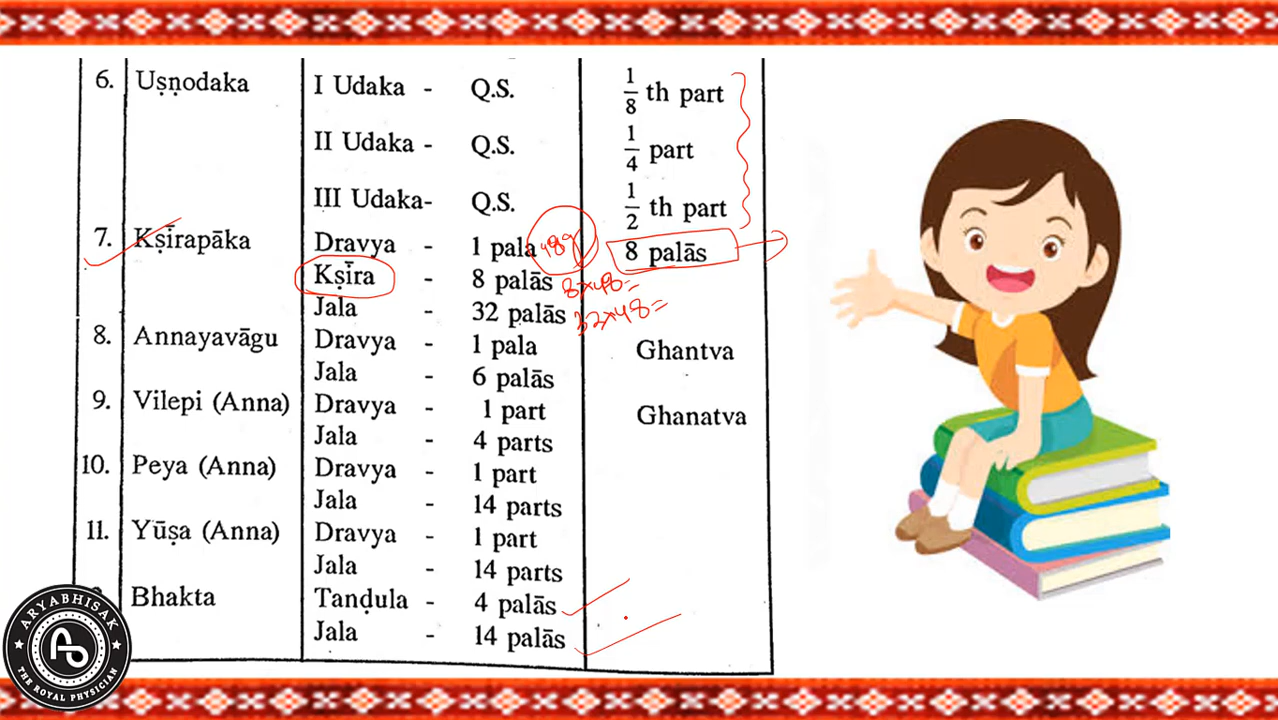 6. Uṣṇodaka I Udaka - Q.S. 1/8 th part
II Udaka - Q.S. 1/4 part
III Udaka- Q.S. 1/2 th part
7. Kṣīrapāka Dravya - 1 pala 48g 8 palās
Kṣīra - 8 palās 8×48=
Jala - 32 palās 32×48=
8. Annayavāgu Dravya - 1 pala Ghantva
Jala - 6 palās
9. Vilepi (Anna) Dravya - 1 part Ghanatva
Jala - 4 parts
10. Peya (Anna) Dravya - 1 part
Jala - 14 parts
11. Yūṣa (Anna) Dravya - 1 part
Jala - 14 parts
Bhakta Tanḍula - 4 palās
Jala - 14 palās
ARYABHISAK
THE ROYAL PHYSICIAN